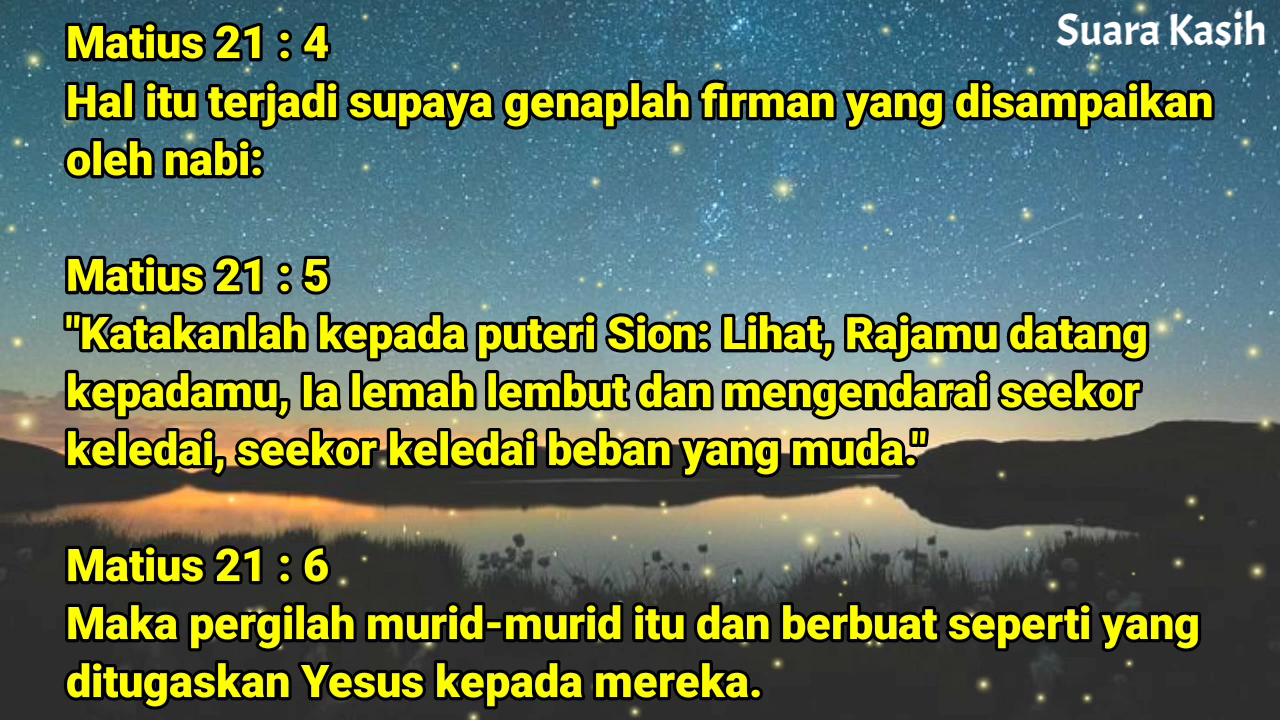 Suara Kasih
Matius 21 : 4
Hal itu terjadi supaya genaplah firman yang disampaikan
oleh nabi:
Matius 21 : 5
"Katakanlah kepada puteri Sion: Lihat, Rajamu datang
kepadamu, Ia lemah lembut dan mengendarai seekor
keledai, seekor keledai beban yang muda."
Matius 21 : 6
Maka pergilah murid-murid itu dan berbuat seperti yang
ditugaskan Yesus kepada mereka.